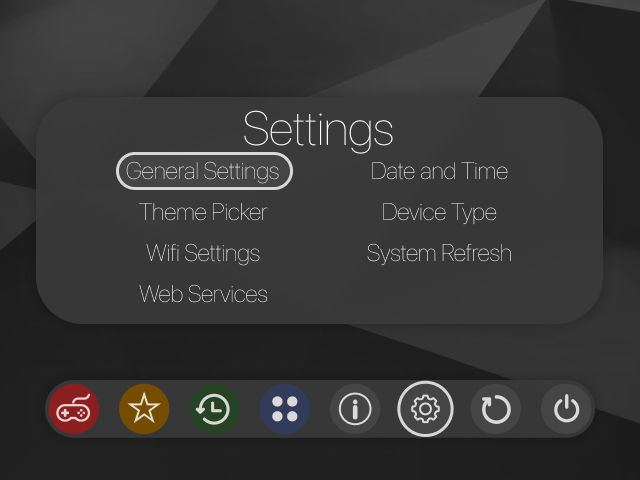 Settings
General Settings
Date and Time
Theme Picker
Device Type
Wifi Settings
System Refresh
Web Services